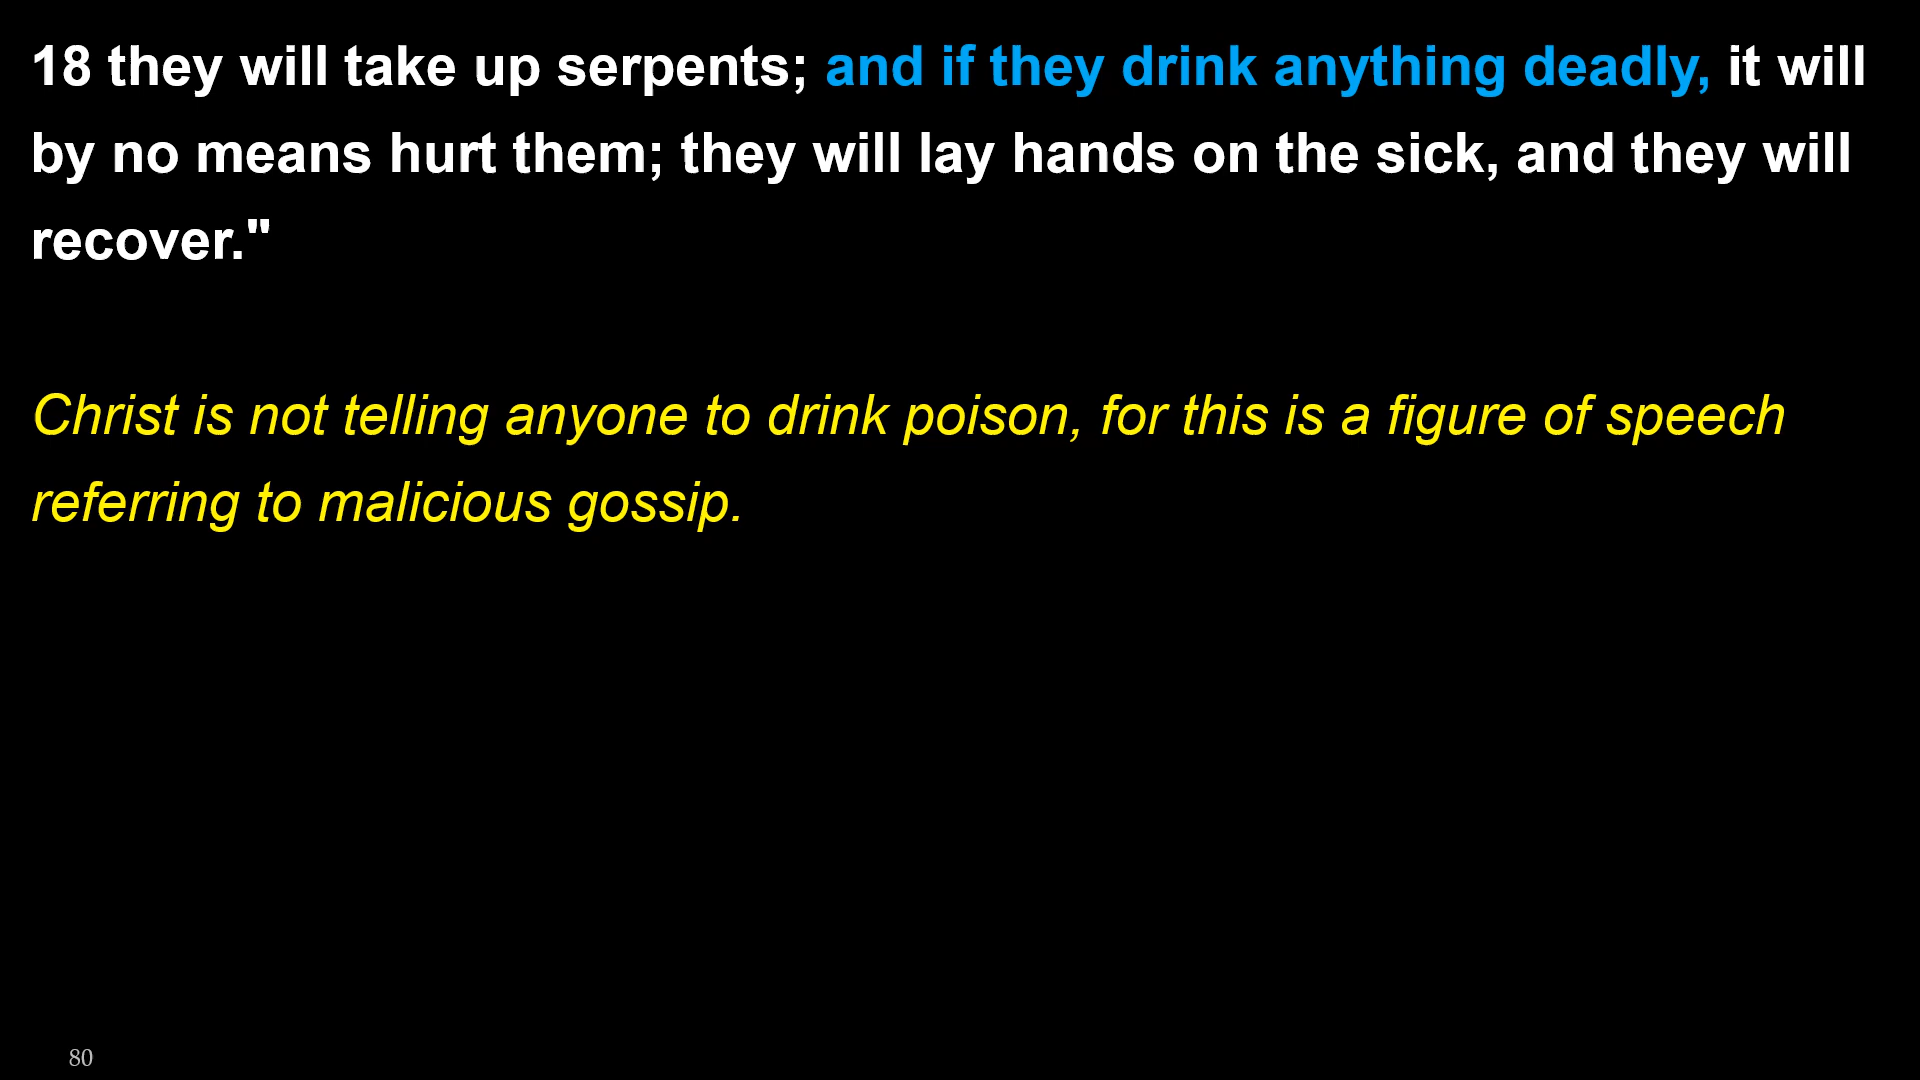 18 they will take up serpents; and if they drink anything deadly, it will
by no means hurt them; they will lay hands on the sick, and they will
recover."
Christ is not telling anyone to drink poison, for this is a figure of speech
referring to malicious gossip.
80